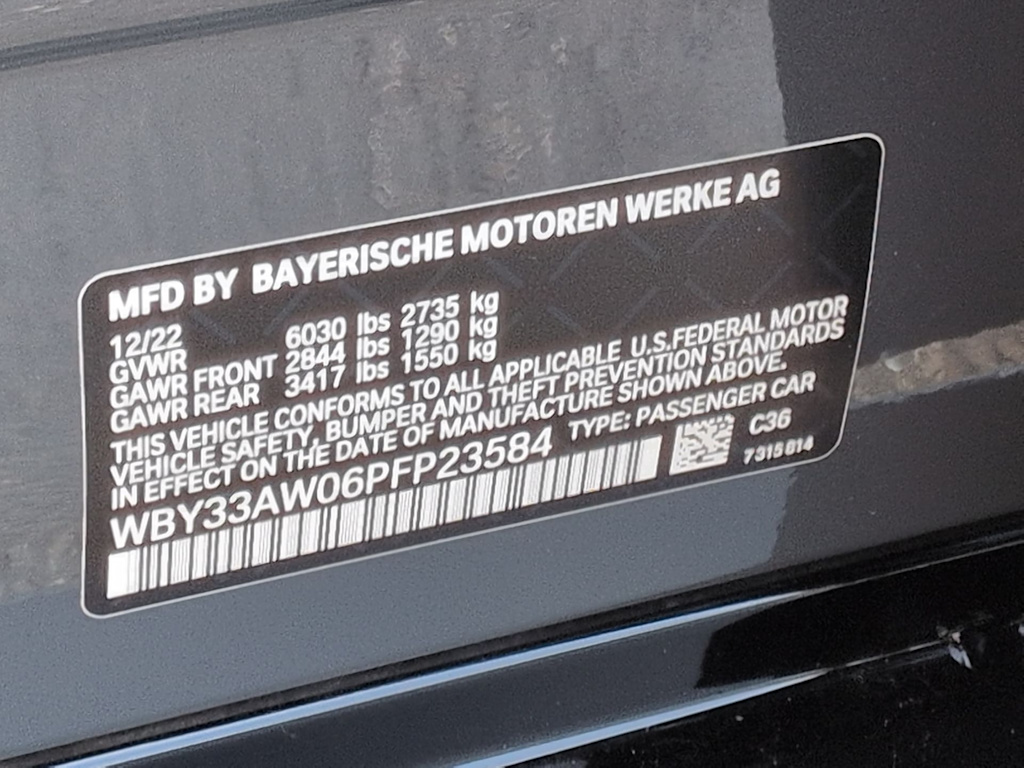 MFD BY BAYERISCHE MOTOREN WERKE AG
12/22
GVWR 6030 lbs 2735 kg
GAWR FRONT 2844 lbs 1290 kg
GAWR REAR 3417 lbs 1550 kg
THIS VEHICLE CONFORMS TO ALL APPLICABLE U.S.FEDERAL MOTOR
VEHICLE SAFETY, BUMPER AND THEFT PREVENTION STANDARDS
IN EFFECT ON THE DATE OF MANUFACTURE SHOWN ABOVE.
WBY33AW06PFP23584 TYPE: PASSENGER CAR
C36
7315014